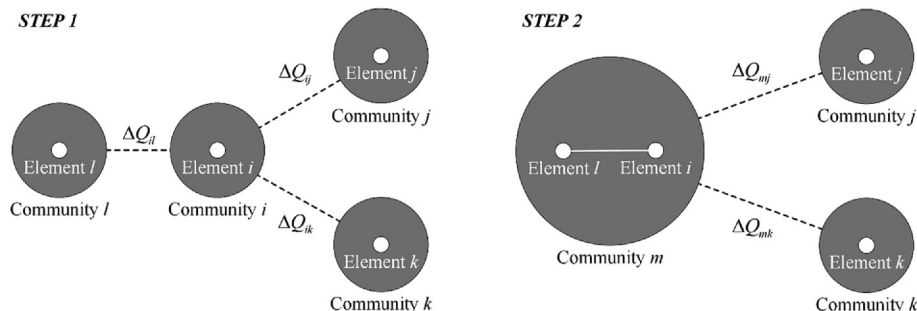 STEP 1
Element j
ΔQij
Community j
ΔQil
Element l
Element i
Community l
Community i
ΔQik
Element k
Community k
STEP 2
Element j
ΔQmj
Community j
Element l
Element i
Community m
ΔQmk
Element k
Community k